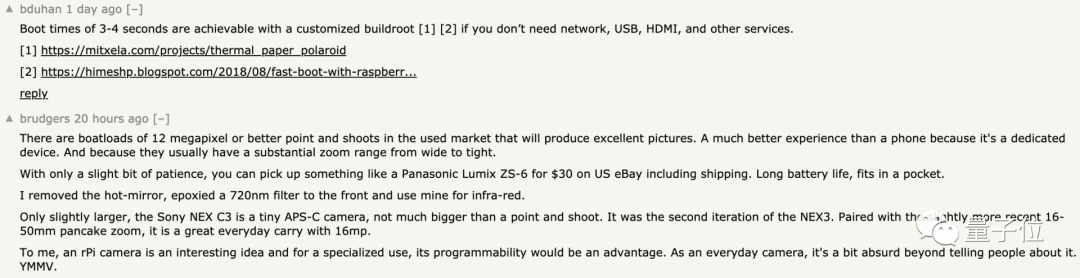 ▲ bduhan 1 day ago [–]
Boot times of 3-4 seconds are achievable with a customized buildroot [1] [2] if you don’t need network, USB, HDMI, and other services.
[1] https://mitxela.com/projects/thermal_paper_polaroid
[2] https://himeshp.blogspot.com/2018/08/fast-boot-with-raspberr...
reply
▲ brudgers 20 hours ago [–]
There are boatloads of 12 megapixel or better point and shoots in the used market that will produce excellent pictures. A much better experience than a phone because it's a dedicated
device. And because they usually have a substantial zoom range from wide to tight.
With only a slight bit of patience, you can pick up something like a Panasonic Lumix ZS-6 for $30 on US eBay including shipping. Long battery life, fits in a pocket.
I removed the hot-mirror, epoxied a 720nm filter to the front and use mine for infra-red.
Only slightly larger, the Sony NEX C3 is a tiny APS-C camera, not much bigger than a point and shoot. It was the second iteration of the NEX3. Paired with the slightly more recent 16-
50mm pancake zoom, it is a great everyday carry with 16mp.
量子位
To me, an rPi camera is an interesting idea and for a specialized use, its programmability would be an advantage. As an everyday camera, it's a bit absurd beyond telling people about it.
YMMV.